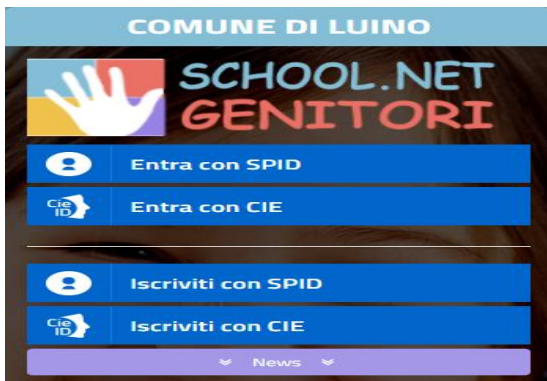 COMUNE DI LUINO
SCHOOL.NET
GENITORI
Entra con SPID
Cie
ID
Entra con CIE
Iscriviti con SPID
Cie
ID
Iscriviti con CIE
News